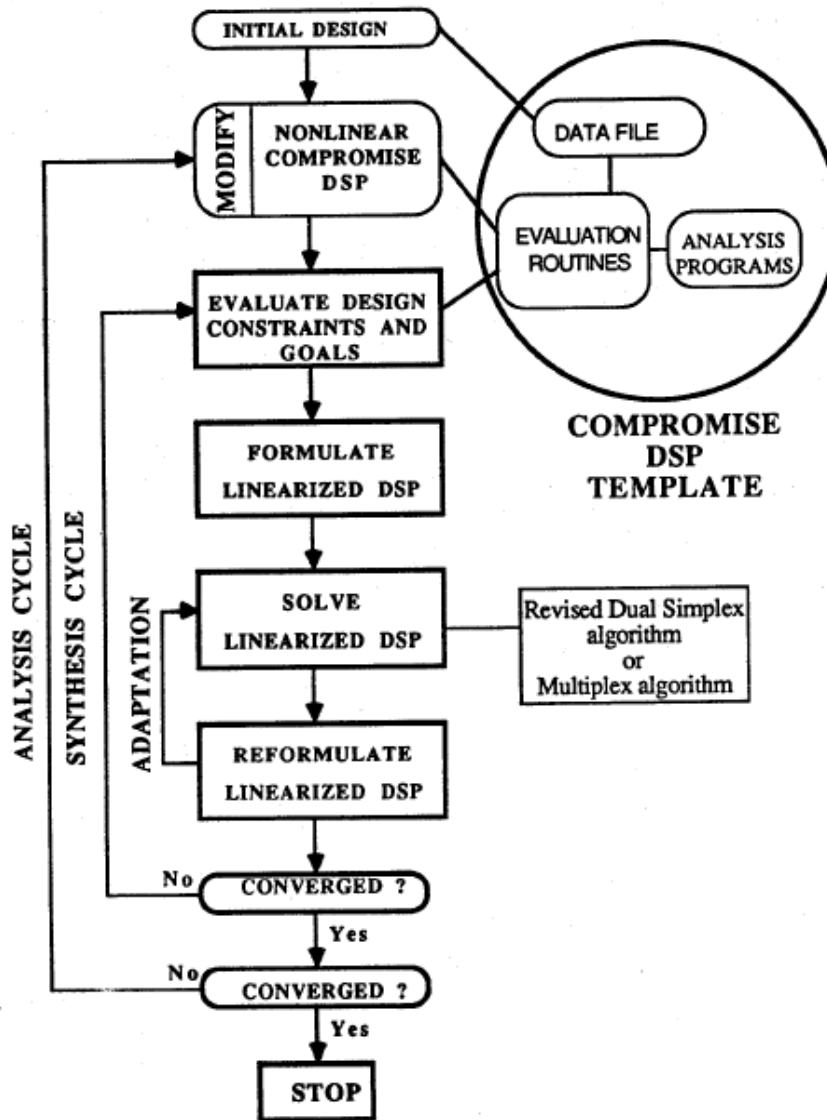 INITIAL DESIGN
MODIFY
NONLINEAR
COMPROMISE
DSP
DATA FILE
EVALUATION
ROUTINES
ANALYSIS
PROGRAMS
COMPROMISE
DSP
TEMPLATE
EVALUATE DESIGN
CONSTRAINTS AND
GOALS
FORMULATE
LINEARIZED DSP
SOLVE
LINEARIZED DSP
Revised Dual Simplex
algorithm
or
Multiplex algorithm
REFORMULATE
LINEARIZED DSP
ANALYSIS CYCLE
SYNTHESIS CYCLE
ADAPTATION
No
CONVERGED ?
Yes
No
CONVERGED ?
Yes
STOP